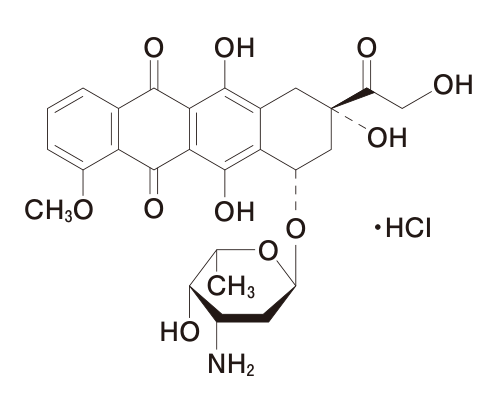 O OH O
OH
OH
CH₃O O OH
O ・HCl
O
CH₃
HO
NH₂